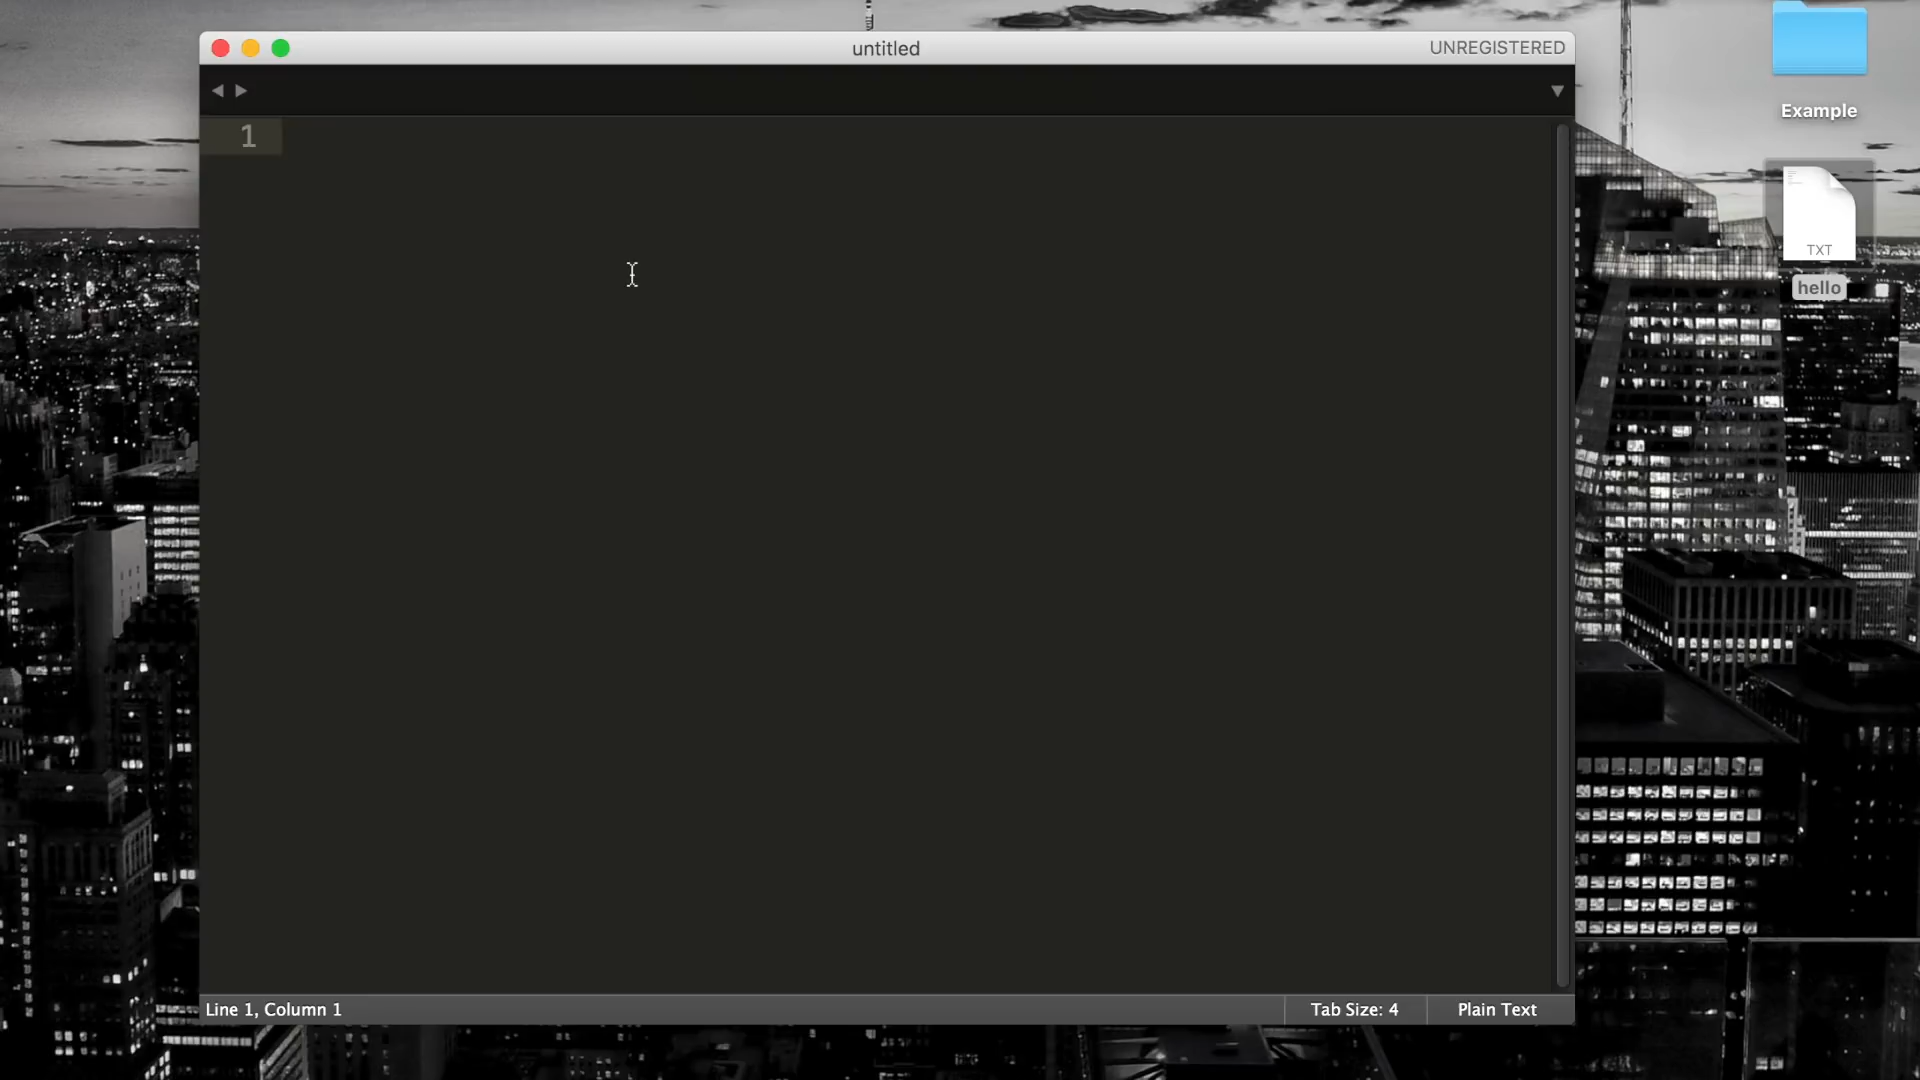 untitled
UNREGISTERED
1
Example
TXT
hello
Line 1, Column 1
Tab Size: 4
Plain Text